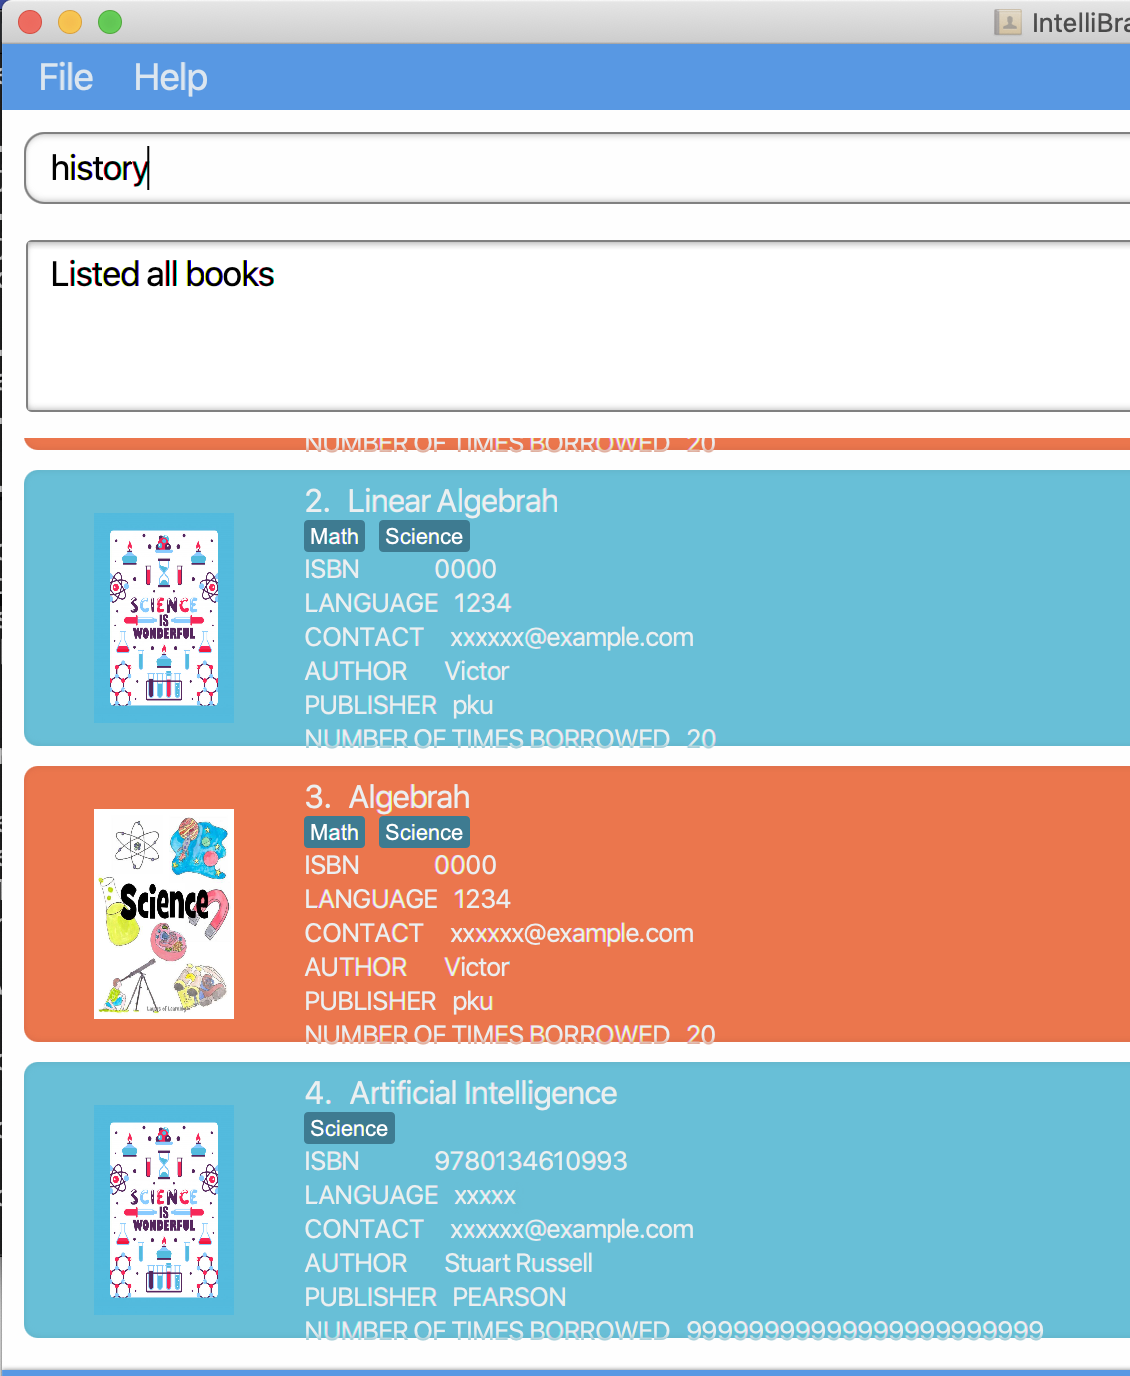 IntelliBra
File Help
history
Listed all books
NUMBER OF TIMES BORROWED 20
2. Linear Algebrah
Math Science
ISBN 0000
LANGUAGE 1234
CONTACT xxxxxx@example.com
AUTHOR Victor
PUBLISHER pku
NUMBER OF TIMES BORROWED 20
SCIENCE
IS
WONDERFUL
3. Algebrah
Math Science
ISBN 0000
LANGUAGE 1234
CONTACT xxxxxx@example.com
AUTHOR Victor
PUBLISHER pku
NUMBER OF TIMES BORROWED 20
Science
Layers of Learning
4. Artificial Intelligence
Science
ISBN 9780134610993
LANGUAGE xxxxx
CONTACT xxxxxx@example.com
AUTHOR Stuart Russell
PUBLISHER PEARSON
NUMBER OF TIMES BORROWED 99999999999999999999999
SCIENCE
IS
WONDERFUL